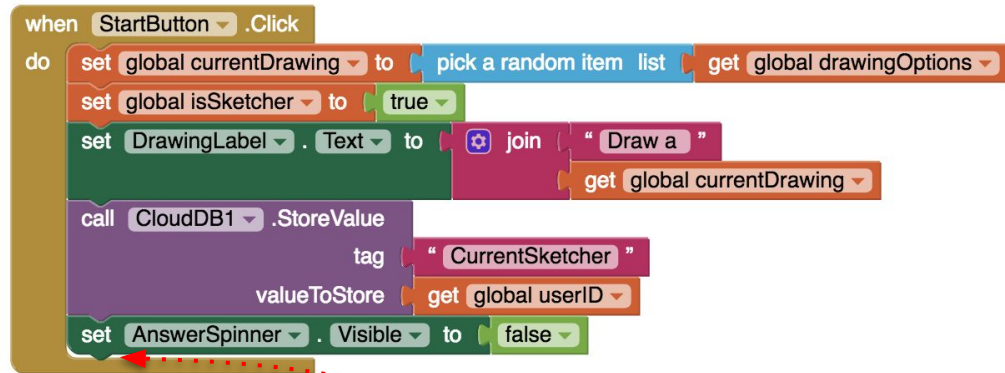 when StartButton .Click
do set global currentDrawing to pick a random item list get global drawingOptions
set global isSketcher to true
set DrawingLabel . Text to join " Draw a "
get global currentDrawing
call CloudDB1 .StoreValue
tag " CurrentSketcher "
valueToStore get global userID
set AnswerSpinner . Visible to false